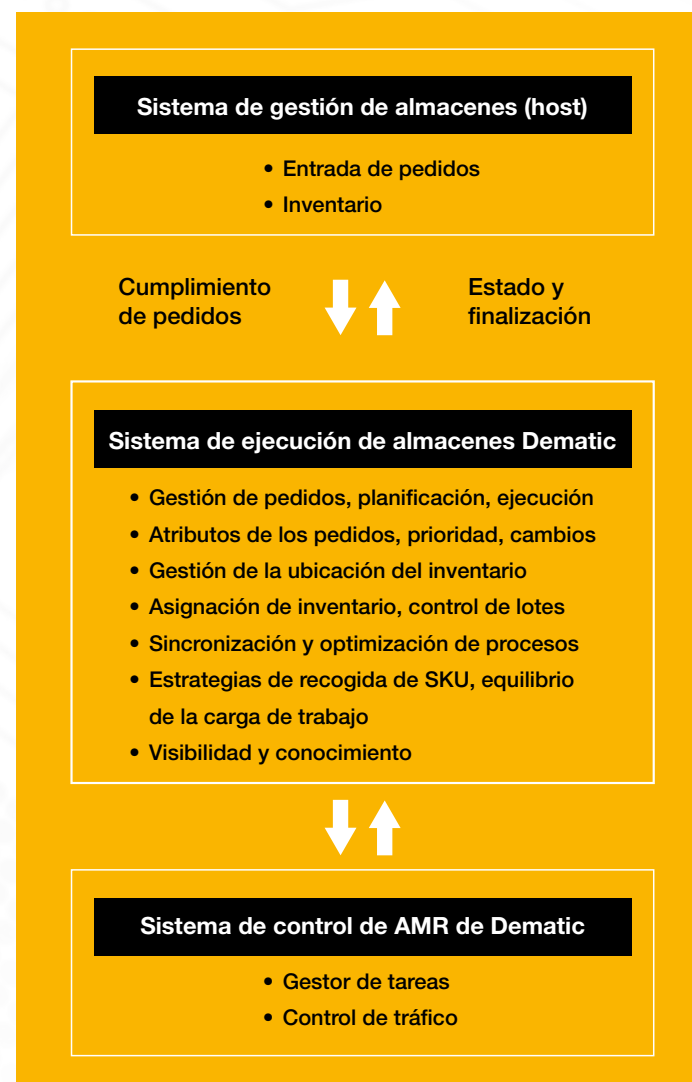 Sistema de gestión de almacenes (host)
• Entrada de pedidos
• Inventario
Cumplimiento
de pedidos
Estado y
finalización
Sistema de ejecución de almacenes Dematic
• Gestión de pedidos, planificación, ejecución
• Atributos de los pedidos, prioridad, cambios
• Gestión de la ubicación del inventario
• Asignación de inventario, control de lotes
• Sincronización y optimización de procesos
• Estrategias de recogida de SKU, equilibrio
de la carga de trabajo
• Visibilidad y conocimiento
Sistema de control de AMR de Dematic
• Gestor de tareas
• Control de tráfico